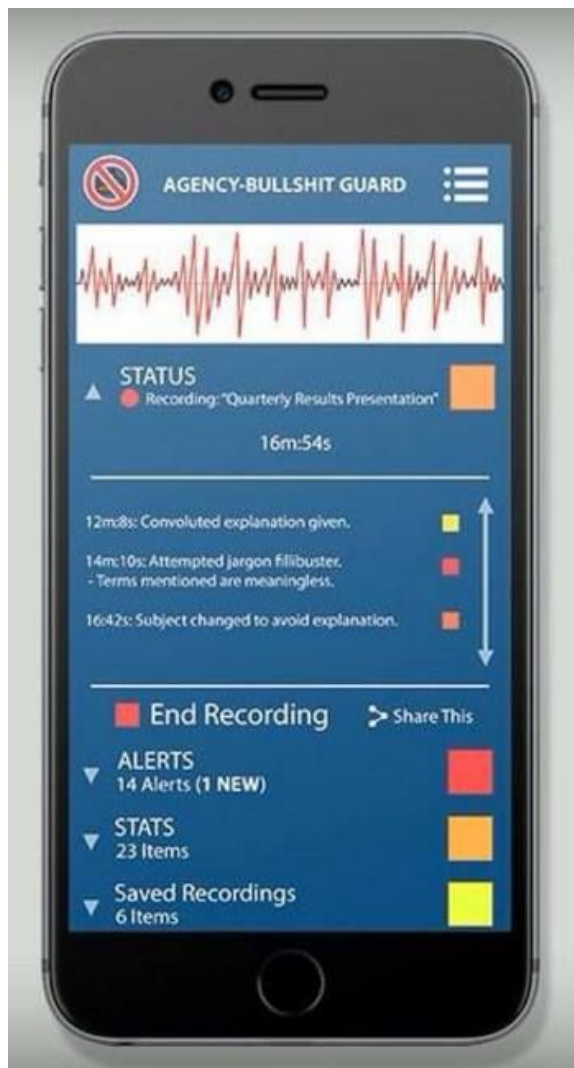 AGENCY-BULLSHIT GUARD
STATUS
Recording: "Quarterly Results Presentation"
16m:54s
12m:8s: Convoluted explanation given.
14m:10s: Attempted jargon fillibuster.
- Terms mentioned are meaningless.
16:42s: Subject changed to avoid explanation.
End Recording
Share This
ALERTS
14 Alerts (1 NEW)
STATS
23 Items
Saved Recordings
6 Items